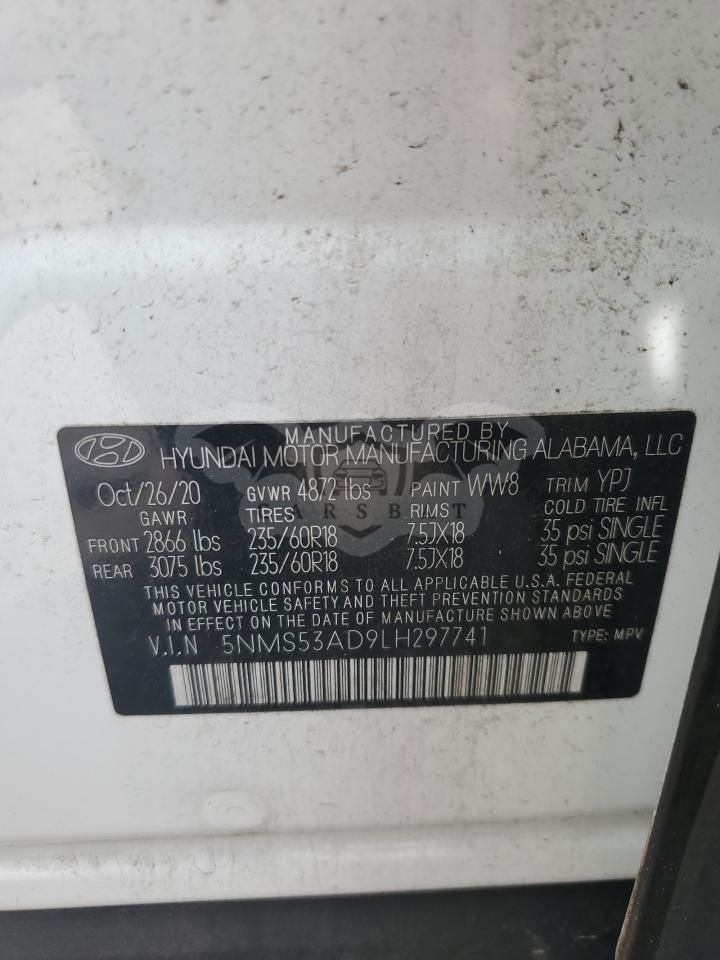 MANUFACTURED BY
HYUNDAI MOTOR MANUFACTURING ALABAMA, LLC
Oct/26/20 GVWR 4872 lbs PAINT WW8 TRIM YPJ
GAWR TIRES RIMS COLD TIRE INFL
FRONT 2866 lbs 235/60R18 7.5JX18 35 psi SINGLE
REAR 3075 lbs 235/60R18 7.5JX18 35 psi SINGLE
THIS VEHICLE CONFORMS TO ALL APPLICABLE U.S.A. FEDERAL
MOTOR VEHICLE SAFETY AND THEFT PREVENTION STANDARDS
IN EFFECT ON THE DATE OF MANUFACTURE SHOWN ABOVE
V.I.N 5NMS53AD9LH297741 TYPE: MPV
CARSBAT